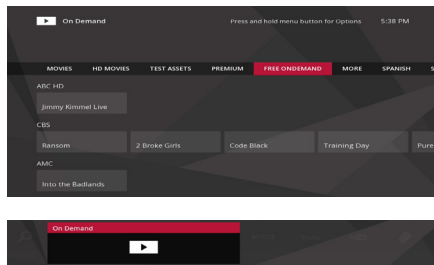 On Demand
Press and hold menu button for Options
5:38 PM
MOVIES HD MOVIES TEST ASSETS PREMIUM FREE ONDEMAND MORE SPANISH S
ABC HD
Jimmy Kimmel Live
CBS
Ransom 2 Broke Girls Code Black Training Day Pure
AMC
Into the Badlands
On Demand